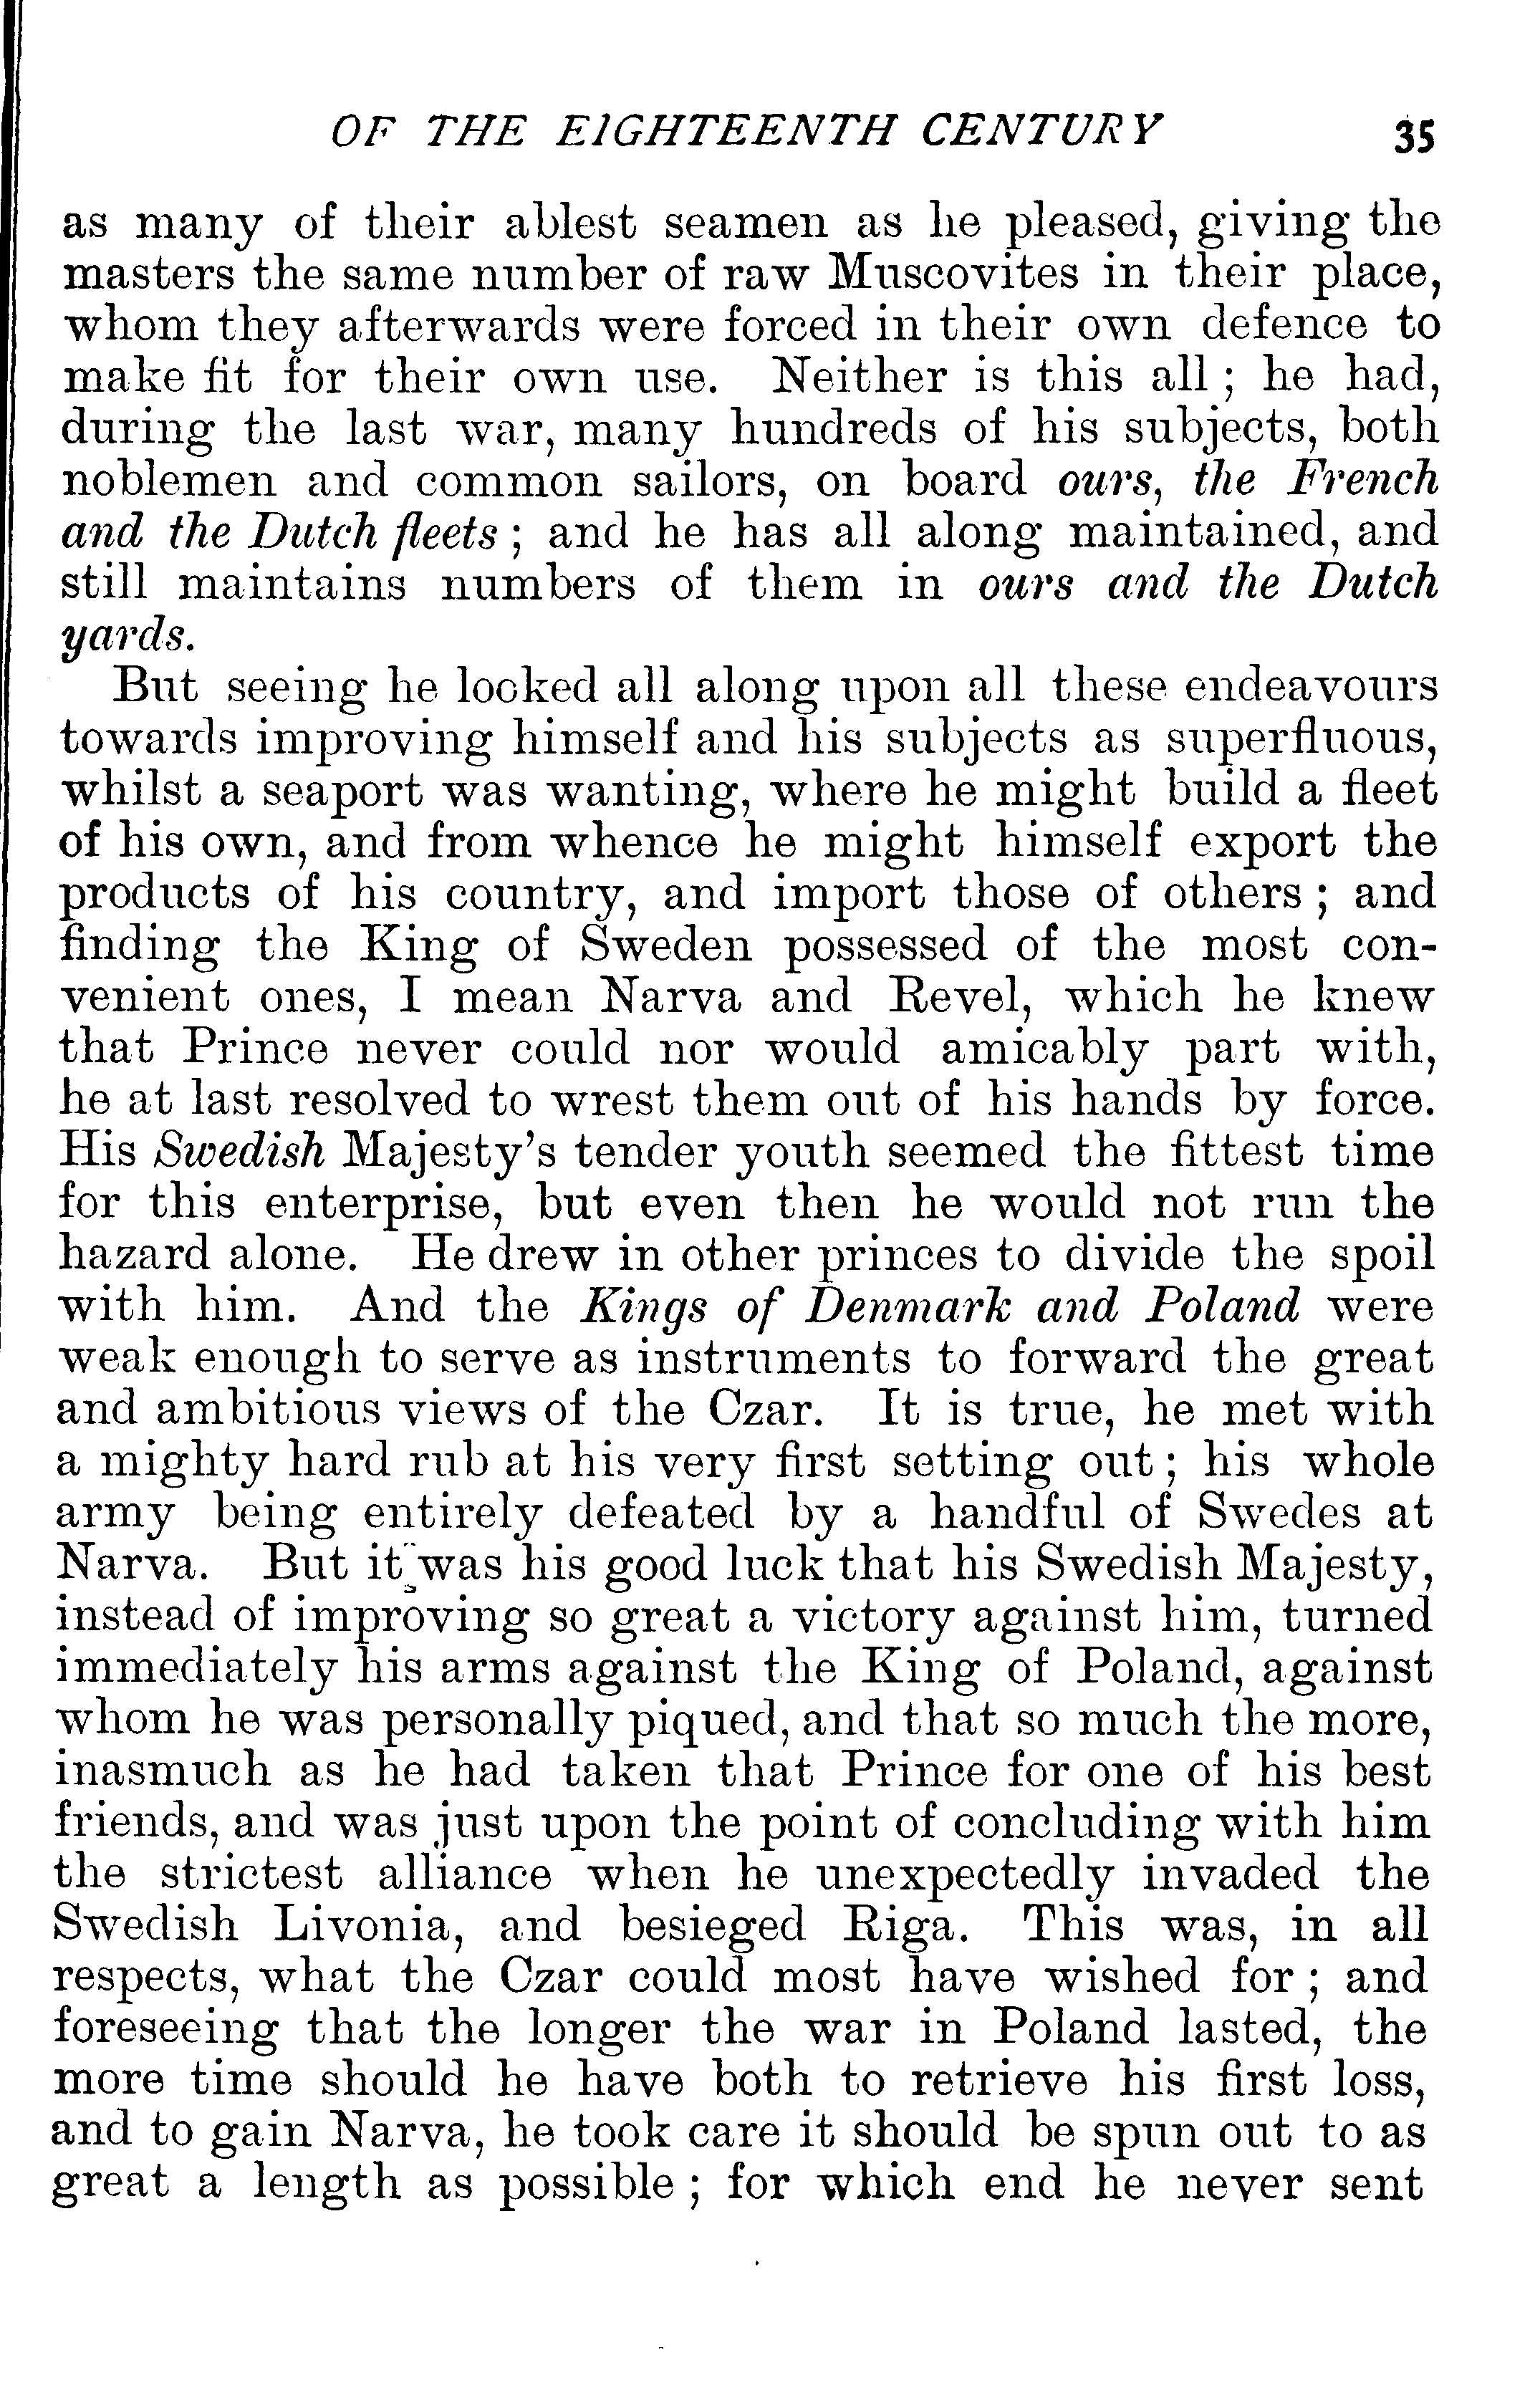 OF THE EIGHTEENTH CENTURY 35
as many of their ablest seamen as he pleased, giving the
masters the same number of raw Muscovites in their place,
whom they afterwards were forced in their own defence to
make fit for their own use. Neither is this all ; he had,
during the last war, many hundreds of his subjects, both
noblemen and common sailors, on board ours, the French
and the Dutch fleets ; and he has all along maintained, and
still maintains numbers of them in ours and the Dutch
yards.
But seeing he looked all along upon all these endeavours
towards improving himself and his subjects as superfluous,
whilst a seaport was wanting, where he might build a fleet
of his own, and from whence he might himself export the
products of his country, and import those of others ; and
finding the King of Sweden possessed of the most con-
venient ones, I mean Narva and Revel, which he knew
that Prince never could nor would amicably part with,
he at last resolved to wrest them out of his hands by force.
His Swedish Majesty's tender youth seemed the fittest time
for this enterprise, but even then he would not run the
hazard alone. He drew in other princes to divide the spoil
with him. And the Kings of Denmark and Poland were
weak enough to serve as instruments to forward the great
and ambitious views of the Czar. It is true, he met with
a mighty hard rub at his very first setting out ; his whole
army being entirely defeated by a handful of Swedes at
Narva. But it was his good luck that his Swedish Majesty,
instead of improving so great a victory against him, turned
immediately his arms against the King of Poland, against
whom he was personally piqued, and that so much the more,
inasmuch as he had taken that Prince for one of his best
friends, and was just upon the point of concluding with him
the strictest alliance when he unexpectedly invaded the
Swedish Livonia, and besieged Riga. This was, in all
respects, what the Czar could most have wished for ; and
foreseeing that the longer the war in Poland lasted, the
more time should he have both to retrieve his first loss,
and to gain Narva, he took care it should be spun out to as
great a length as possible ; for which end he never sent